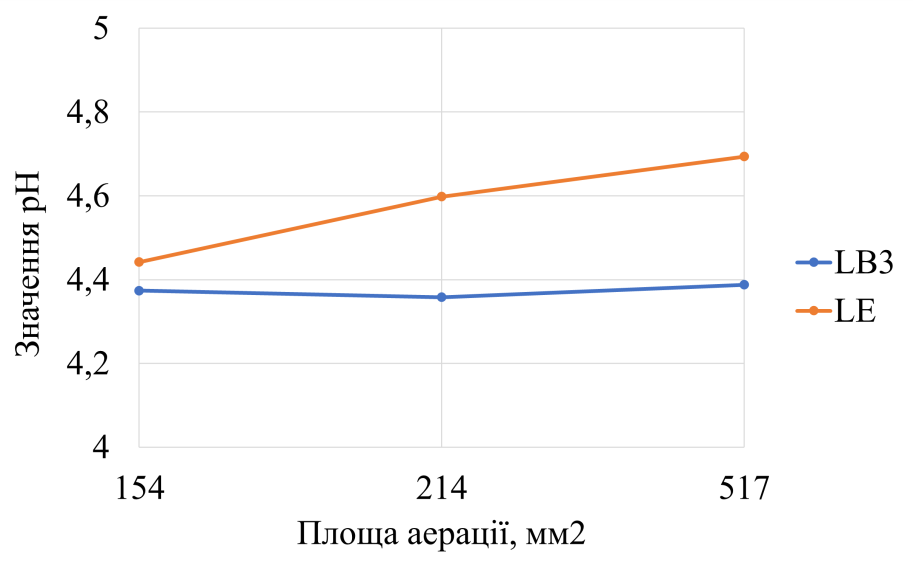 5
4,8
4,6
4,4
4,2
4
Значення pH
154 214 517
Площа аерації, мм2
LB3
LE